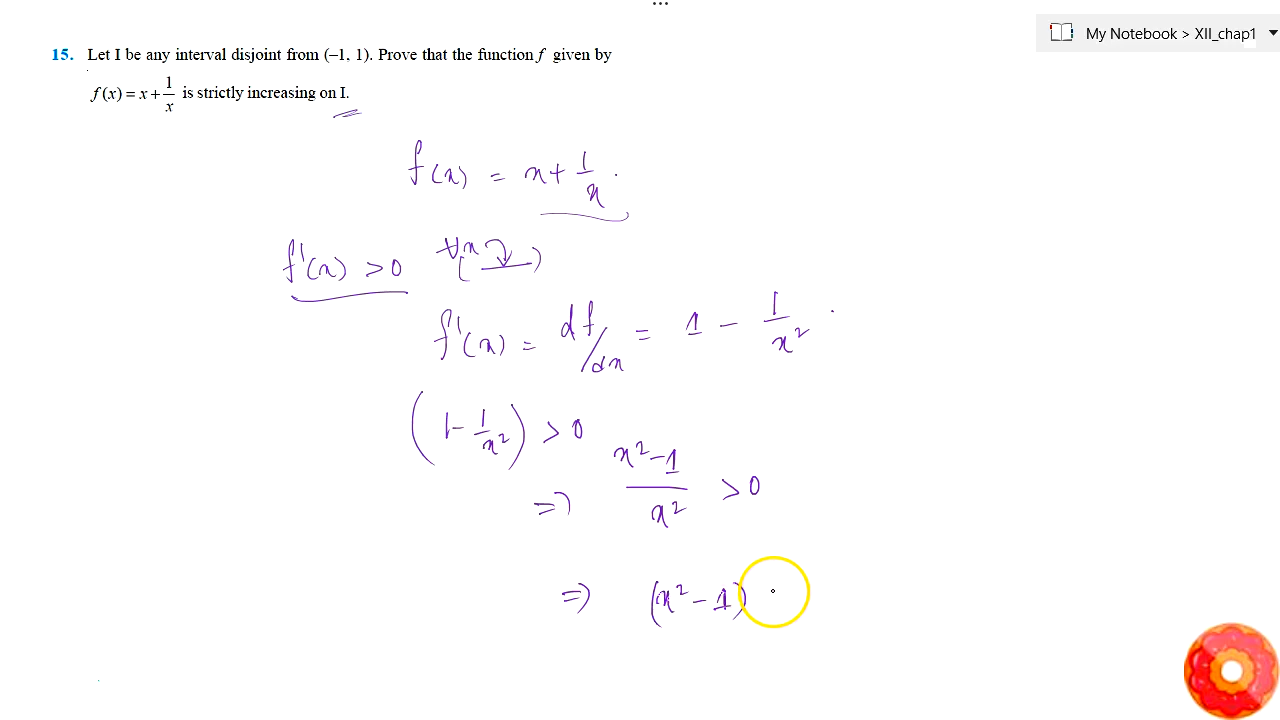 ...
My Notebook > XII_chap1
15. Let I be any interval disjoint from (–1, 1). Prove that the function f given by
f(x) = x + 1/x is strictly increasing on I.
f(x) = x + 1/x .
f'(x) > 0 ∀x ( )
f'(x) = df/dx = 1 - 1/x² .
(1 - 1/x²) > 0
⇒ x² - 1 / x² > 0
⇒ (x² - 1)